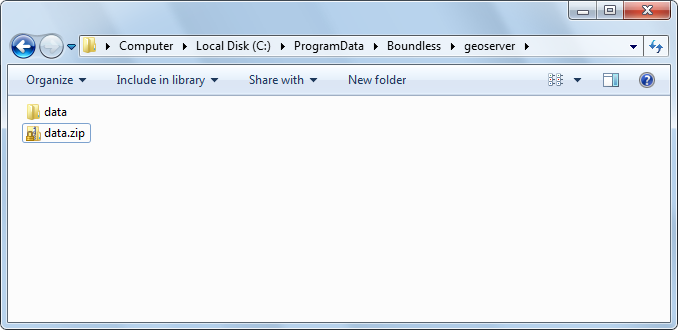 Computer Local Disk (C:) ProgramData Boundless geoserver
Organize Include in library Share with New folder
data
data.zip